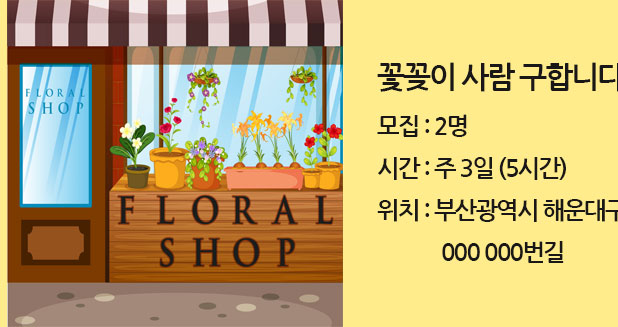 FLORAL
SHOP
FLORAL
SHOP
꽃꽂이 사람 구합니다
모집 : 2명
시간 : 주 3일 (5시간)
위치 : 부산광역시 해운대구
000 000번길